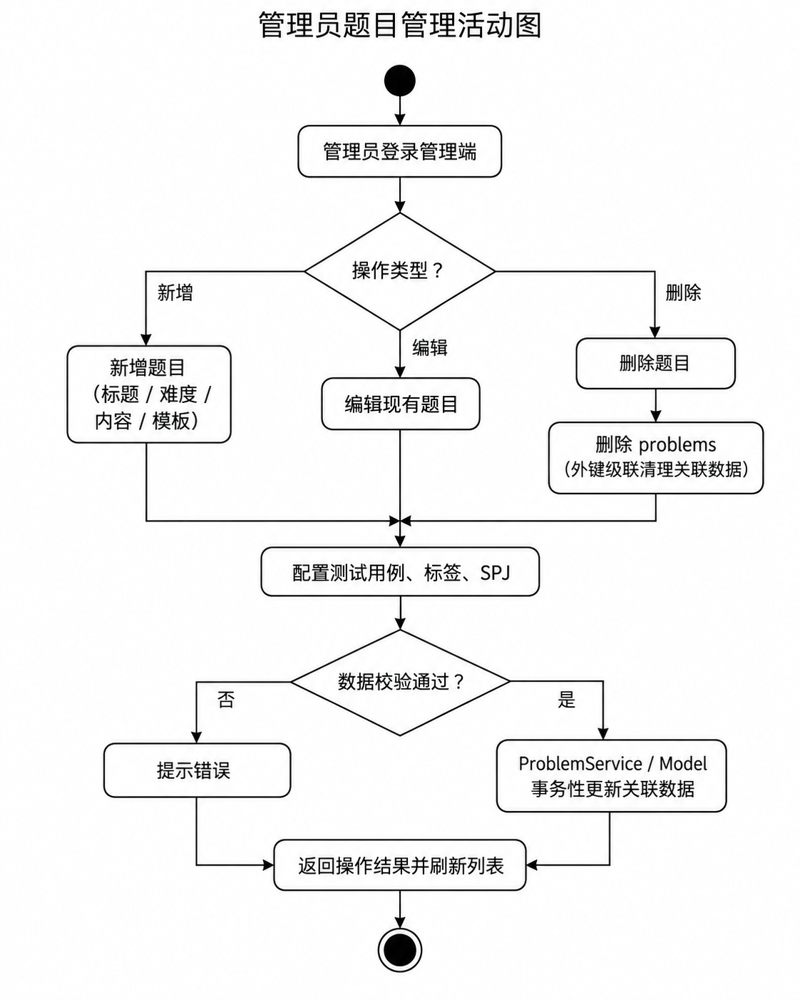 管理员题目管理活动图
管理员登录管理端
操作类型？
新增
删除
编辑
新增题目
（标题 / 难度 /
内容 / 模板）
编辑现有题目
删除题目
删除 problems
（外键级联清理关联数据）
配置测试用例、标签、SPJ
数据校验通过？
否
是
提示错误
ProblemService / Model
事务性更新关联数据
返回操作结果并刷新列表